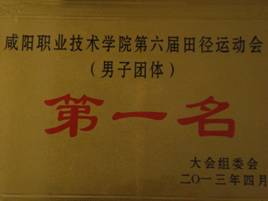 咸阳职业技术学院第六届田径运动会
（男子团体）
第一名
大会组委会
二〇一三年四月